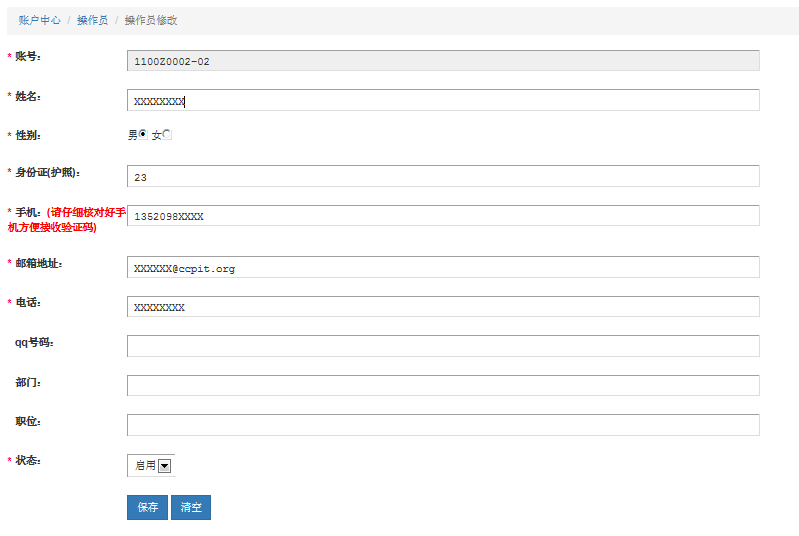 账户中心 / 操作员 / 操作员修改
* 账号: 1100Z0002-02
* 姓名: XXXXXXXX
* 性别: 男 女
* 身份证(护照): 23
* 手机: (请仔细核对好手 1352098XXXX
机方便接收验证码)
* 邮箱地址: XXXXXX@ccpit.org
* 电话: XXXXXXXX
qq号码:
部门:
职位:
* 状态: 启用
保存 清空